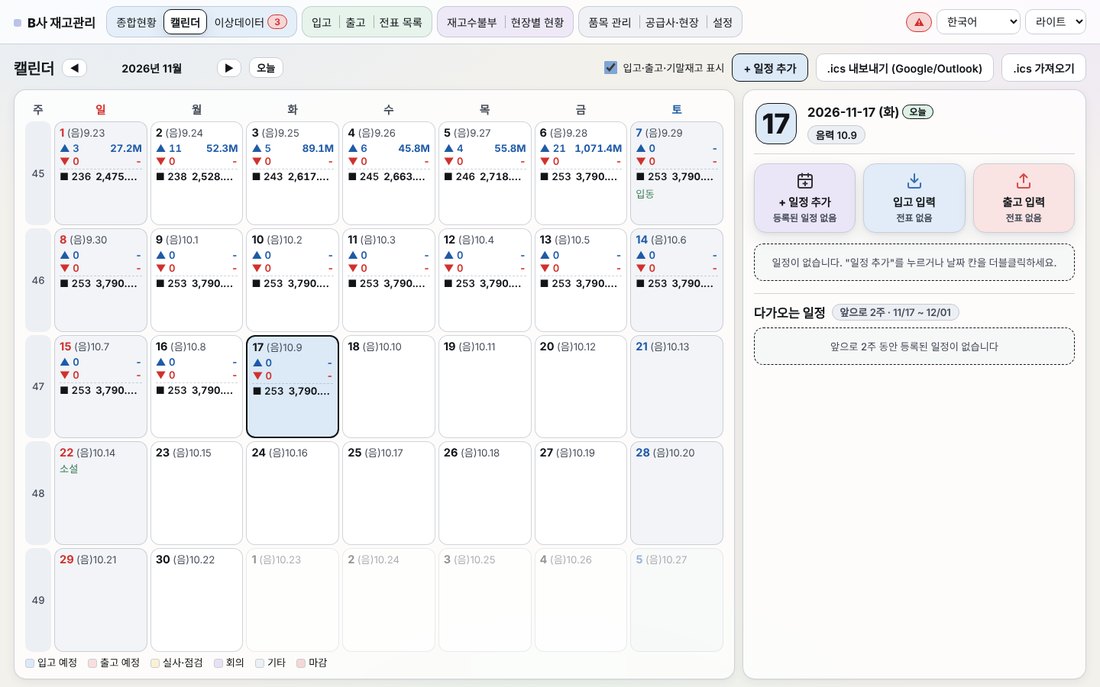 B사 재고관리 종합현황 캘린더 이상데이터 3 입고 출고 전표 목록 재고수불부 현장별 현황 품목 관리 공급사·현장 설정 한국어 라이트
캘린더 ◀ 2026년 11월 ▶ 오늘 입고·출고·기말재고 표시 + 일정 추가 .ics 내보내기 (Google/Outlook) .ics 가져오기
주 일 월 화 수 목 금 토
45
1 (음)9.23
▲ 3 27.2M
▼ 0 -
■ 236 2,475.…
2 (음)9.24
▲ 11 52.3M
▼ 0 -
■ 238 2,528.…
3 (음)9.25
▲ 5 89.1M
▼ 0 -
■ 243 2,617.…
4 (음)9.26
▲ 6 45.8M
▼ 0 -
■ 245 2,663.…
5 (음)9.27
▲ 4 55.8M
▼ 0 -
■ 246 2,718.…
6 (음)9.28
▲ 21 1,071.4M
▼ 0 -
■ 253 3,790.…
7 (음)9.29
▲ 0 -
▼ 0 -
■ 253 3,790.…
입동
46
8 (음)9.30
▲ 0 -
▼ 0 -
■ 253 3,790.…
9 (음)10.1
▲ 0 -
▼ 0 -
■ 253 3,790.…
10 (음)10.2
▲ 0 -
▼ 0 -
■ 253 3,790.…
11 (음)10.3
▲ 0 -
▼ 0 -
■ 253 3,790.…
12 (음)10.4
▲ 0 -
▼ 0 -
■ 253 3,790.…
13 (음)10.5
▲ 0 -
▼ 0 -
■ 253 3,790.…
14 (음)10.6
▲ 0 -
▼ 0 -
■ 253 3,790.…
47
15 (음)10.7
▲ 0 -
▼ 0 -
■ 253 3,790.…
16 (음)10.8
▲ 0 -
▼ 0 -
■ 253 3,790.…
17 (음)10.9
▲ 0 -
▼ 0 -
■ 253 3,790.…
18 (음)10.10
19 (음)10.11
20 (음)10.12
21 (음)10.13
48
22 (음)10.14
소설
23 (음)10.15
24 (음)10.16
25 (음)10.17
26 (음)10.18
27 (음)10.19
28 (음)10.20
49
29 (음)10.21
30 (음)10.22
1 (음)10.23
2 (음)10.24
3 (음)10.25
4 (음)10.26
5 (음)10.27
입고 예정 출고 예정 실사·점검 회의 기타 마감
17
2026-11-17 (화) 오늘
음력 10.9
+ 일정 추가
등록된 일정 없음
입고 입력
전표 없음
출고 입력
전표 없음
일정이 없습니다. "일정 추가"를 누르거나 날짜 칸을 더블클릭하세요.
다가오는 일정 앞으로 2주 · 11/17 ~ 12/01
앞으로 2주 동안 등록된 일정이 없습니다